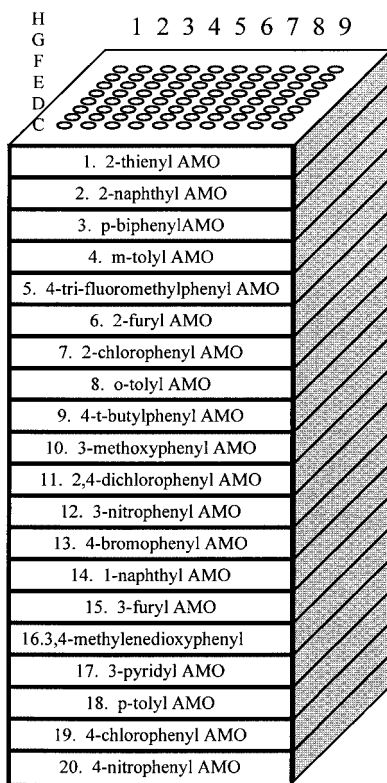 H
G
F
E
D
C
1 2 3 4 5 6 7 8 9
1. 2-thienyl AMO
2. 2-naphthyl AMO
3. p-biphenylAMO
4. m-tolyl AMO
5. 4-tri-fluoromethylphenyl AMO
6. 2-furyl AMO
7. 2-chlorophenyl AMO
8. o-tolyl AMO
9. 4-t-butylphenyl AMO
10. 3-methoxyphenyl AMO
11. 2,4-dichlorophenyl AMO
12. 3-nitrophenyl AMO
13. 4-bromophenyl AMO
14. 1-naphthyl AMO
15. 3-furyl AMO
16.3,4-methylenedioxyphenyl
17. 3-pyridyl AMO
18. p-tolyl AMO
19. 4-chlorophenyl AMO
20. 4-nitrophenyl AMO